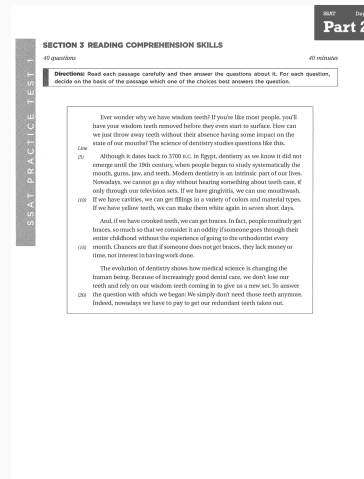 SSAT
Part 2
SECTION 3 READING COMPREHENSION SKILLS
40 questions 40 minutes
Directions: Read each passage carefully and then answer the questions about it. For each question,
decide on the basis of the passage which one of the choices best answers the question.
SSAT PRACTICE TEST 1
Ever wonder why we have wisdom teeth? If you're like most people, you'll
have your wisdom teeth removed before they even start to surface. How can
we just throw away teeth without their absence having some impact on the
state of our mouths? The science of dentistry studies questions like this.
Line
(5) Although it dates back to 3700 B.C. in Egypt, dentistry as we know it did not
emerge until the 19th century, when people began to study systematically the
mouth, gums, jaw, and teeth. Modern dentistry is an intrinsic part of our lives.
Nowadays, we cannot go a day without hearing something about teeth care, if
only through our television sets. If we have gingivitis, we can use mouthwash.
(10) If we have cavities, we can get fillings in a variety of colors and material types.
If we have yellow teeth, we can make them white again in seven short days.
And, if we have crooked teeth, we can get braces. In fact, people routinely get
braces, so much so that we consider it an oddity if someone goes through their
entire childhood without the experience of going to the orthodontist every
(15) month. Chances are that if someone does not get braces, they lack money or
time, not interest in having work done.
The evolution of dentistry shows how medical science is changing the
human being. Because of increasingly good dental care, we don't lose our
teeth and rely on our wisdom teeth coming in to give us a new set. To answer
(20) the question with which we began: We simply don't need those teeth anymore.
Indeed, nowadays we have to pay to get our redundant teeth taken out.